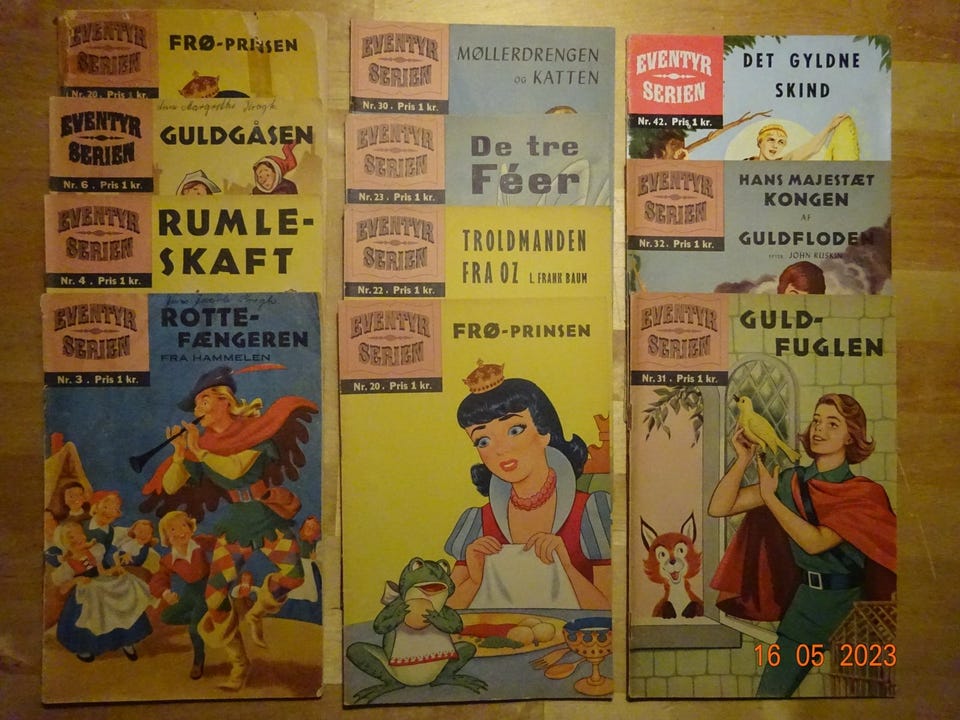 EVENTYR
SERIEN
Nr. 20. Pris 1 kr.
FRØ-PRINSEN
EVENTYR
SERIEN
Nr. 6. Pris 1 kr.
GULDGÅSEN
EVENTYR
SERIEN
Nr. 4. Pris 1 kr.
RUMLE-
SKAFT
EVENTYR
SERIEN
Nr. 3. Pris 1 kr.
ROTTE-
FÆNGEREN
FRA HAMMELEN
EVENTYR
SERIEN
Nr. 30. Pris 1 kr.
MØLLERDRENGEN
OG KATTEN
EVENTYR
SERIEN
Nr. 23. Pris 1 kr.
De tre
Féer
EVENTYR
SERIEN
Nr. 22. Pris 1 kr.
TROLDMANDEN
FRA OZ L. FRANK BAUM
EVENTYR
SERIEN
Nr. 20. Pris 1 kr.
FRØ-PRINSEN
EVENTYR
SERIEN
Nr. 42. Pris 1 kr.
DET GYLDNE
SKIND
EVENTYR
SERIEN
Nr. 32. Pris 1 kr.
HANS MAJESTÆT
KONGEN
AF
GULDFLODEN
EFTER JOHN RUSKIN
EVENTYR
SERIEN
Nr. 31. Pris 1 kr.
GULD-
FUGLEN
16 05 2023